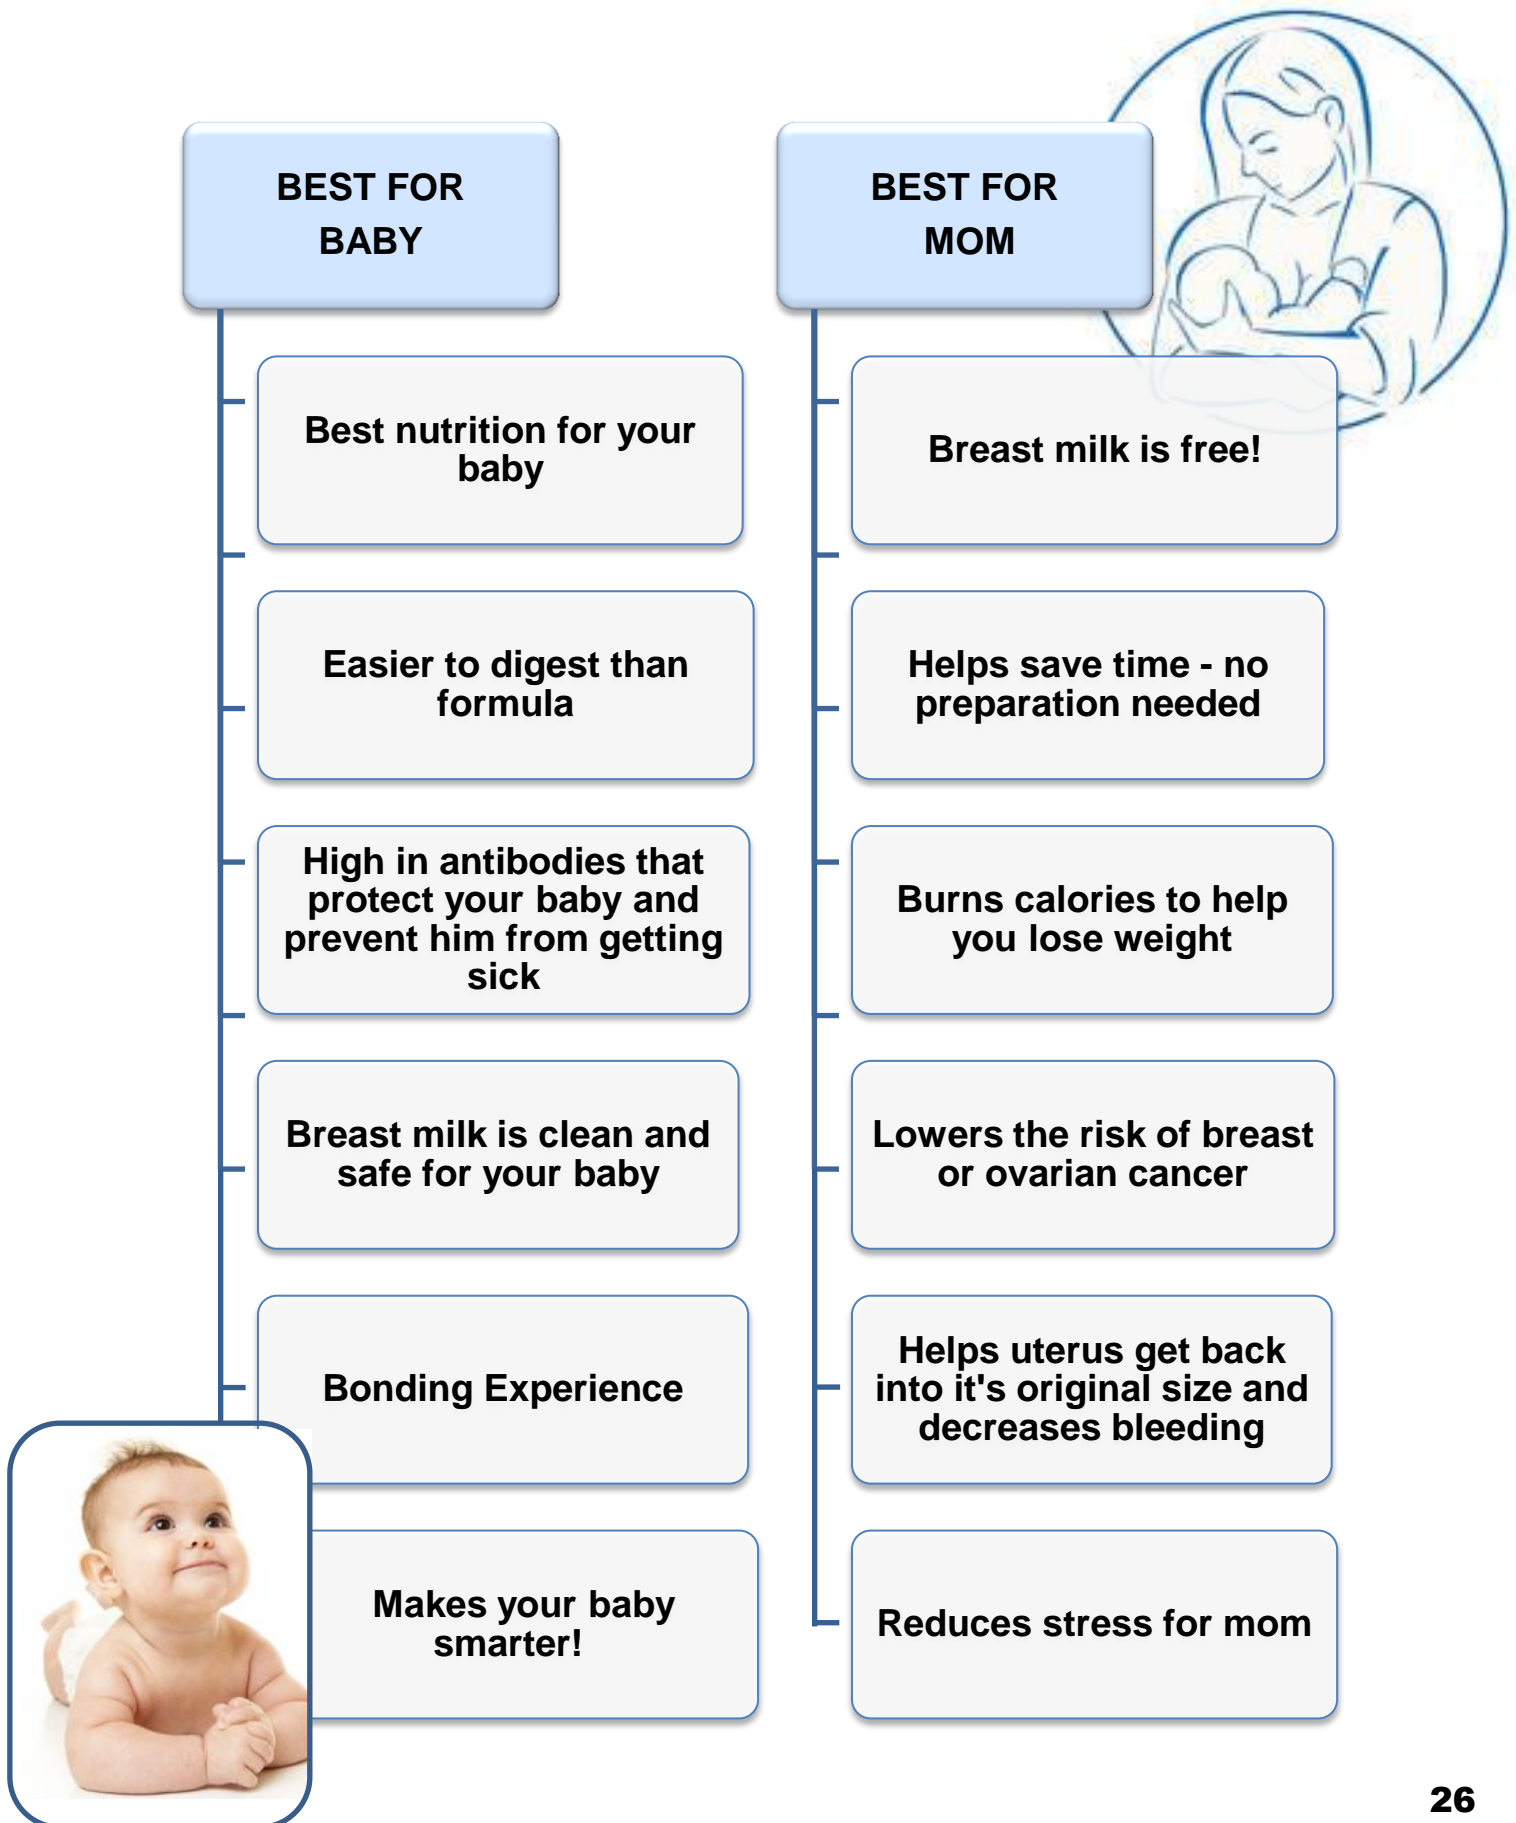 BEST FOR
BABY
Best nutrition for your
baby
Easier to digest than
formula
High in antibodies that
protect your baby and
prevent him from getting
sick
Breast milk is clean and
safe for your baby
Bonding Experience
Makes your baby
smarter!
BEST FOR
MOM
Breast milk is free!
Helps save time - no
preparation needed
Burns calories to help
you lose weight
Lowers the risk of breast
or ovarian cancer
Helps uterus get back
into it's original size and
decreases bleeding
Reduces stress for mom
26